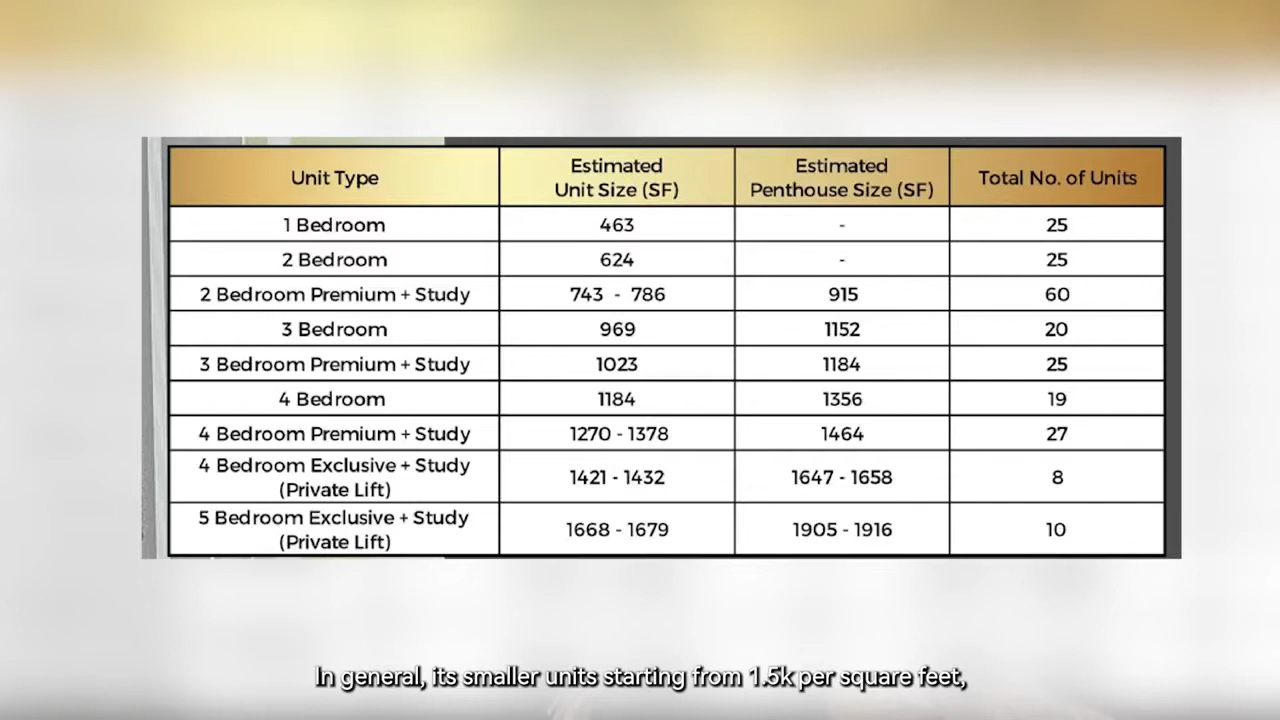 Unit Type
Estimated
Unit Size (SF)
Estimated
Penthouse Size (SF)
Total No. of Units
1 Bedroom
463
-
25
2 Bedroom
624
-
25
2 Bedroom Premium + Study
743 - 786
915
60
3 Bedroom
969
1152
20
3 Bedroom Premium + Study
1023
1184
25
4 Bedroom
1184
1356
19
4 Bedroom Premium + Study
1270 - 1378
1464
27
4 Bedroom Exclusive + Study
(Private Lift)
1421 - 1432
1647 - 1658
8
5 Bedroom Exclusive + Study
(Private Lift)
1668 - 1679
1905 - 1916
10
In general, its smaller units starting from 1.5k per square feet,